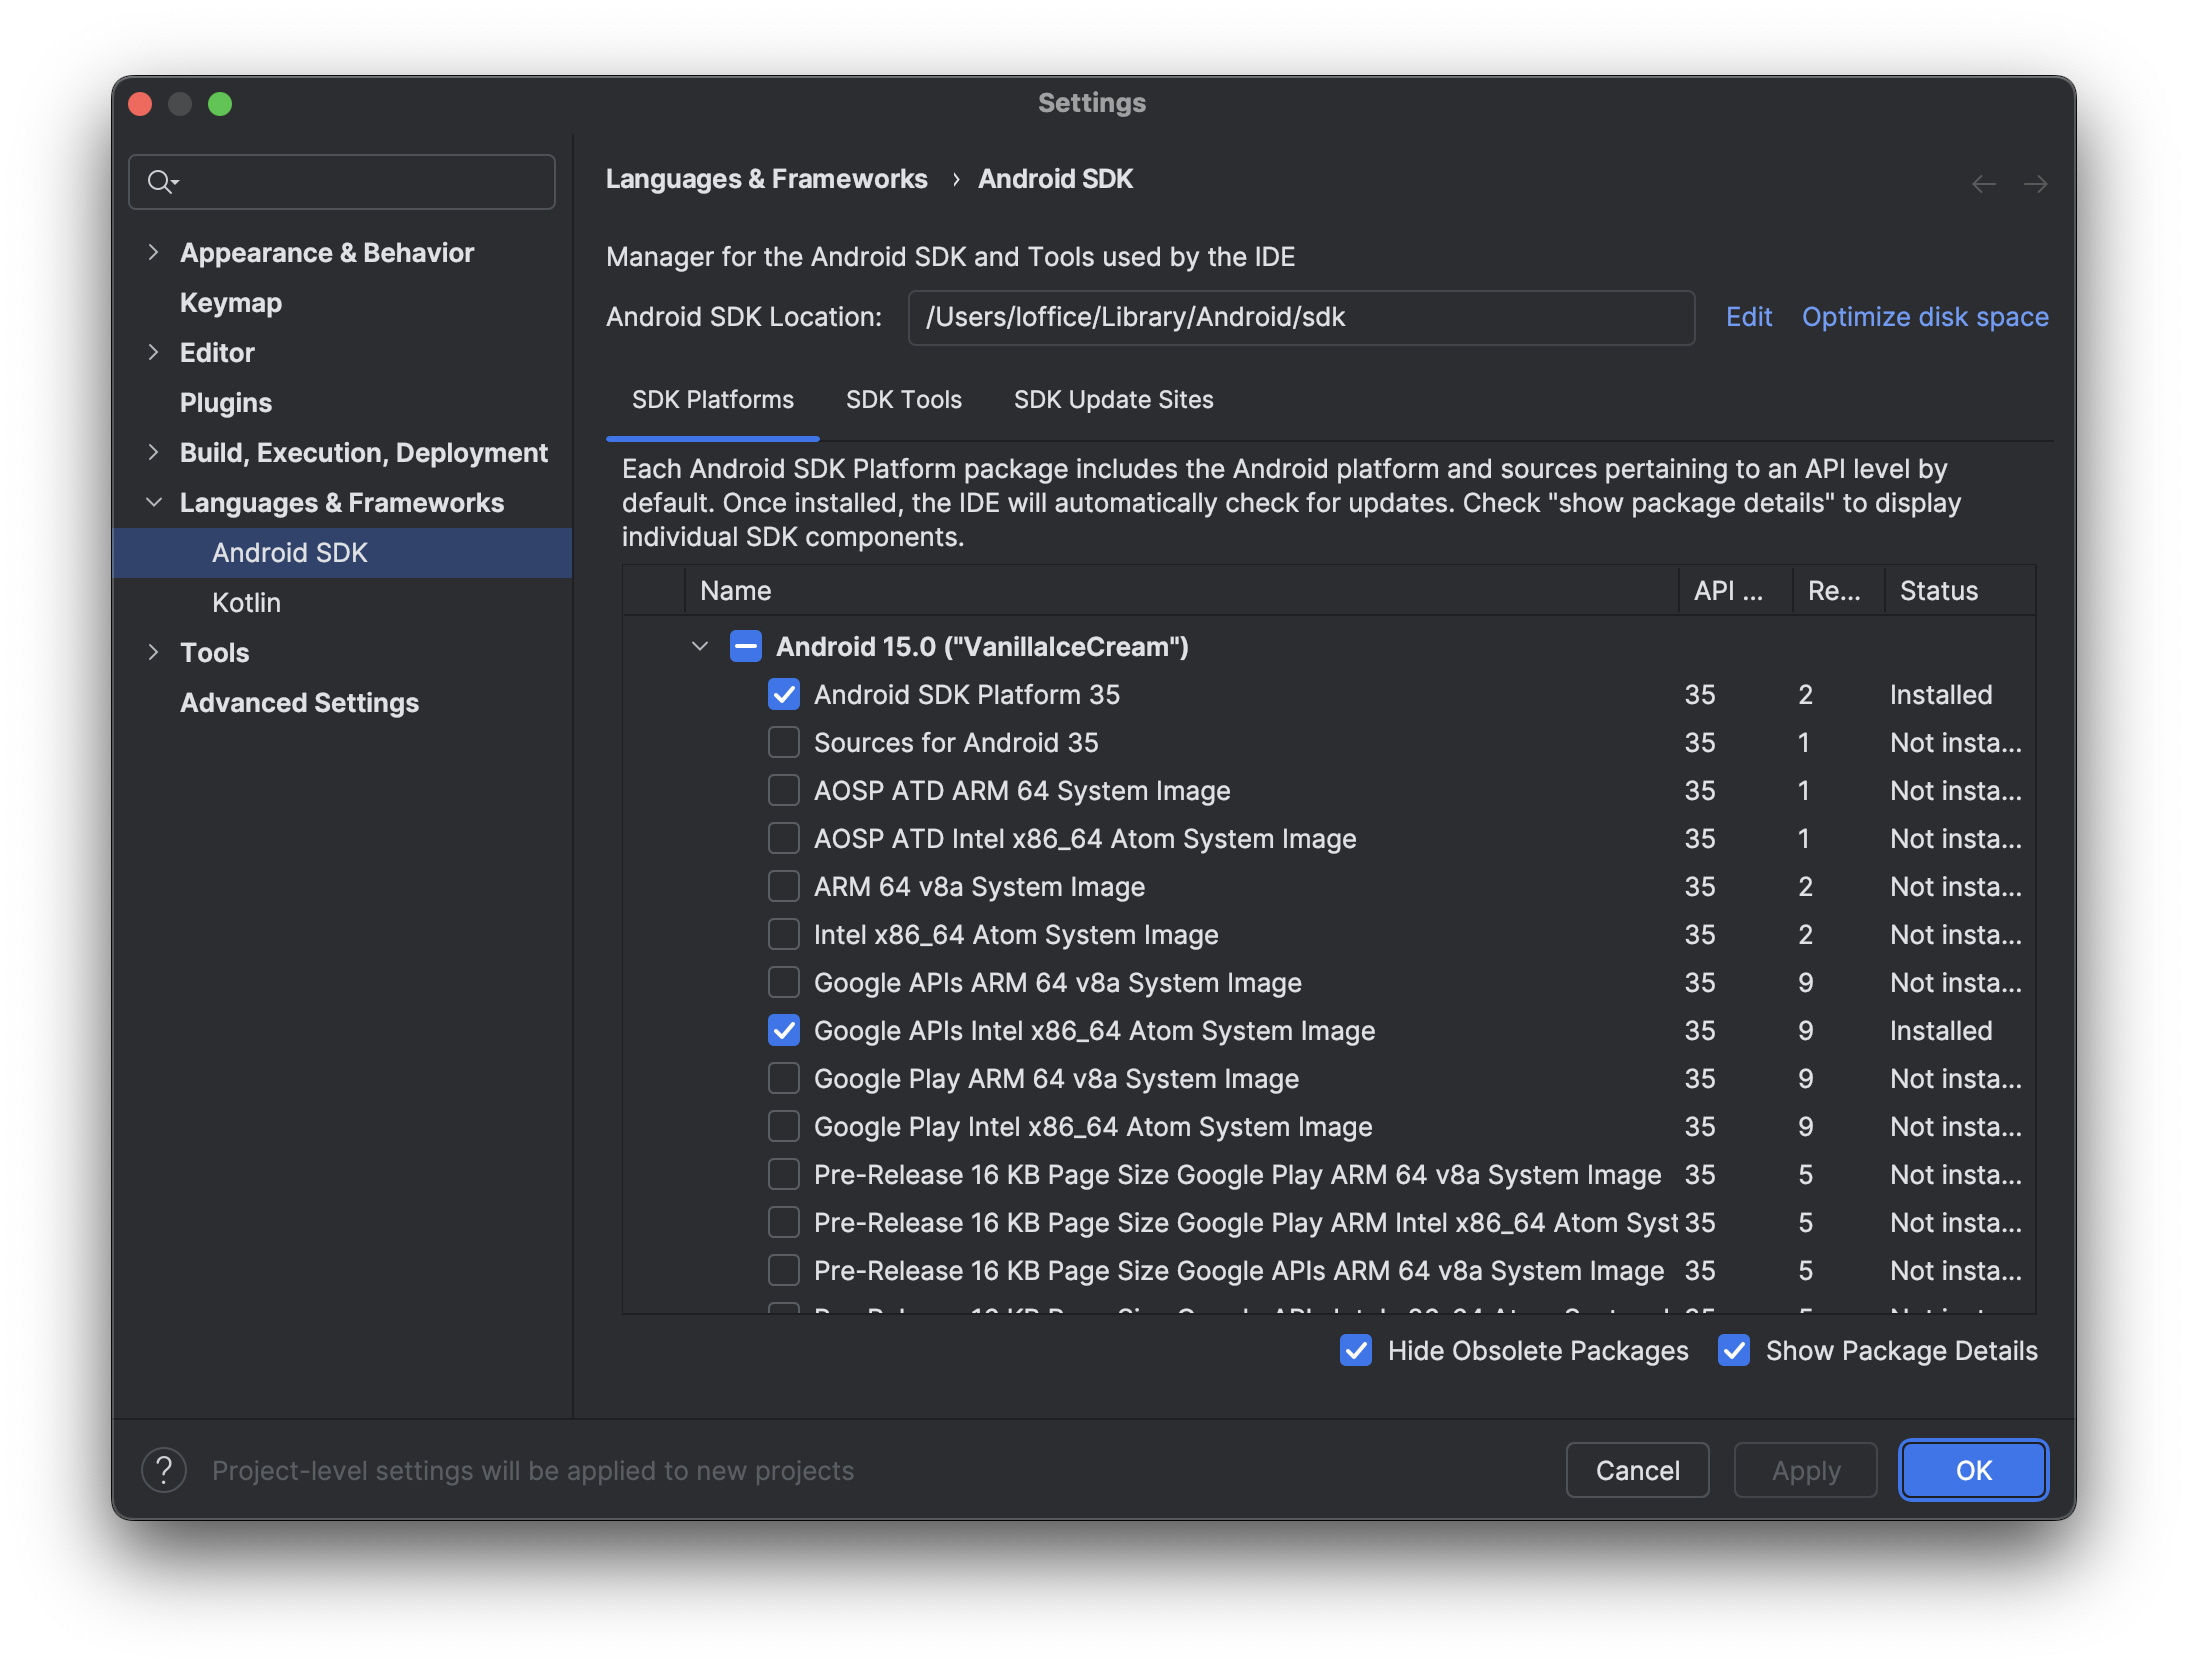 Settings
Appearance & Behavior
Keymap
Editor
Plugins
Build, Execution, Deployment
Languages & Frameworks
Android SDK
Kotlin
Tools
Advanced Settings
Languages & Frameworks › Android SDK
Manager for the Android SDK and Tools used by the IDE
Android SDK Location: /Users/loffice/Library/Android/sdk Edit Optimize disk space
SDK Platforms SDK Tools SDK Update Sites
Each Android SDK Platform package includes the Android platform and sources pertaining to an API level by
default. Once installed, the IDE will automatically check for updates. Check "show package details" to display
individual SDK components.
Name API ... Re... Status
Android 15.0 ("VanillaIceCream")
Android SDK Platform 35 35 2 Installed
Sources for Android 35 35 1 Not insta...
AOSP ATD ARM 64 System Image 35 1 Not insta...
AOSP ATD Intel x86_64 Atom System Image 35 1 Not insta...
ARM 64 v8a System Image 35 2 Not insta...
Intel x86_64 Atom System Image 35 2 Not insta...
Google APIs ARM 64 v8a System Image 35 9 Not insta...
Google APIs Intel x86_64 Atom System Image 35 9 Installed
Google Play ARM 64 v8a System Image 35 9 Not insta...
Google Play Intel x86_64 Atom System Image 35 9 Not insta...
Pre-Release 16 KB Page Size Google Play ARM 64 v8a System Image 35 5 Not insta...
Pre-Release 16 KB Page Size Google Play ARM Intel x86_64 Atom Syst 35 5 Not insta...
Pre-Release 16 KB Page Size Google APIs ARM 64 v8a System Image 35 5 Not insta...
Hide Obsolete Packages Show Package Details
? Project-level settings will be applied to new projects
Cancel Apply OK